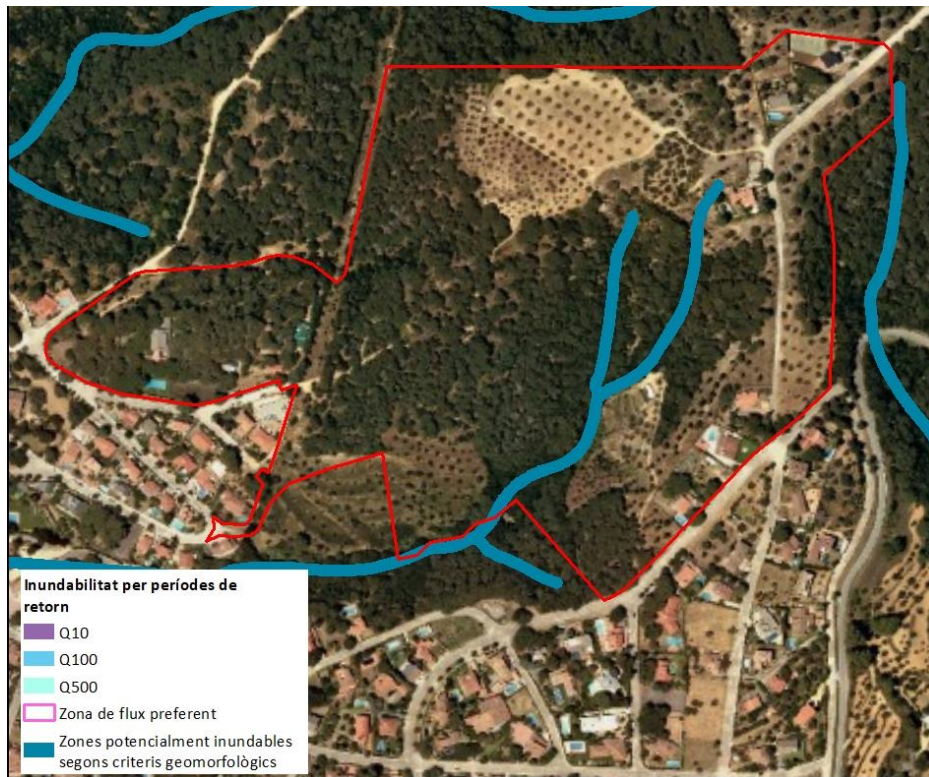 Inundabilitat per períodes de
retorn
Q10
Q100
Q500
Zona de flux preferent
Zones potencialment inundables
segons criteris geomorfològics